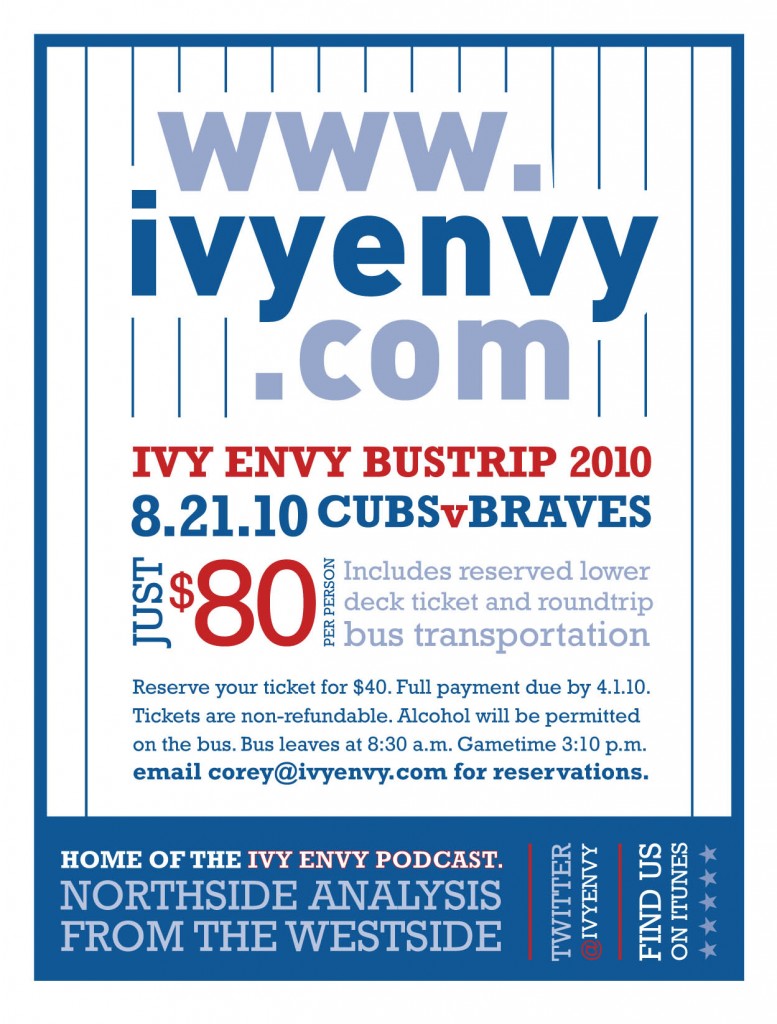 www.
ivyenvy
.com
IVY ENVY BUSTRIP 2010
8.21.10 CUBSvBRAVES
JUST
$80
PER PERSON
Includes reserved lower
deck ticket and roundtrip
bus transportation
Reserve your ticket for $40. Full payment due by 4.1.10.
Tickets are non-refundable. Alcohol will be permitted
on the bus. Bus leaves at 8:30 a.m. Gametime 3:10 p.m.
email corey@ivyenvy.com for reservations.
HOME OF THE IVY ENVY PODCAST.
NORTHSIDE ANALYSIS
FROM THE WESTSIDE
TWITTER
@IVYENVY
FIND US
ON ITUNES